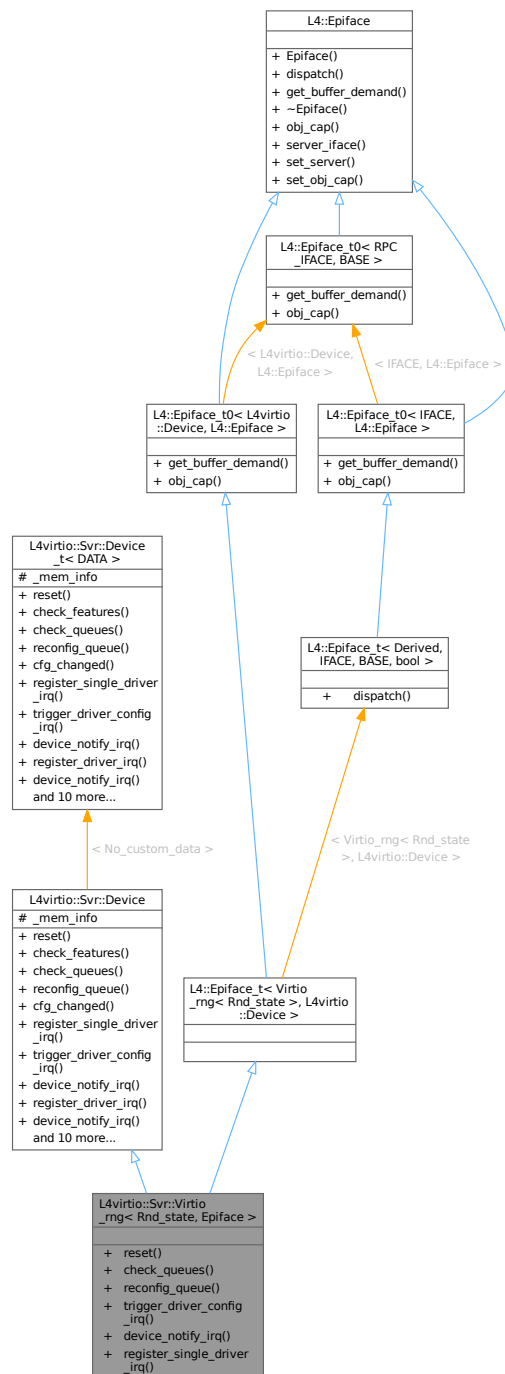 L4::Epiface
+ Epiface()
+ dispatch()
+ get_buffer_demand()
+ ~Epiface()
+ obj_cap()
+ server_iface()
+ set_server()
+ set_obj_cap()
L4::Epiface_t0< RPC
_IFACE, BASE >
+ get_buffer_demand()
+ obj_cap()
< L4virtio::Device,
L4::Epiface >
< IFACE, L4::Epiface >
L4::Epiface_t0< L4virtio
::Device, L4::Epiface >
+ get_buffer_demand()
+ obj_cap()
L4::Epiface_t0< IFACE,
L4::Epiface >
+ get_buffer_demand()
+ obj_cap()
L4virtio::Svr::Device
_t< DATA >
# _mem_info
+ reset()
+ check_features()
+ check_queues()
+ reconfig_queue()
+ cfg_changed()
+ register_single_driver
_irq()
+ trigger_driver_config
_irq()
+ device_notify_irq()
+ register_driver_irq()
+ device_notify_irq()
and 10 more...
L4::Epiface_t< Derived,
IFACE, BASE, bool >
+ dispatch()
< No_custom_data >
< Virtio_rng< Rnd_state
>, L4virtio::Device >
L4virtio::Svr::Device
# _mem_info
+ reset()
+ check_features()
+ check_queues()
+ reconfig_queue()
+ cfg_changed()
+ register_single_driver
_irq()
+ trigger_driver_config
_irq()
+ device_notify_irq()
+ register_driver_irq()
+ device_notify_irq()
and 10 more...
L4::Epiface_t< Virtio
_rng< Rnd_state >, L4virtio
::Device >
L4virtio::Svr::Virtio
_rng< Rnd_state, Epiface >
+ reset()
+ check_queues()
+ reconfig_queue()
+ trigger_driver_config
_irq()
+ device_notify_irq()
+ register_single_driver
_irq()